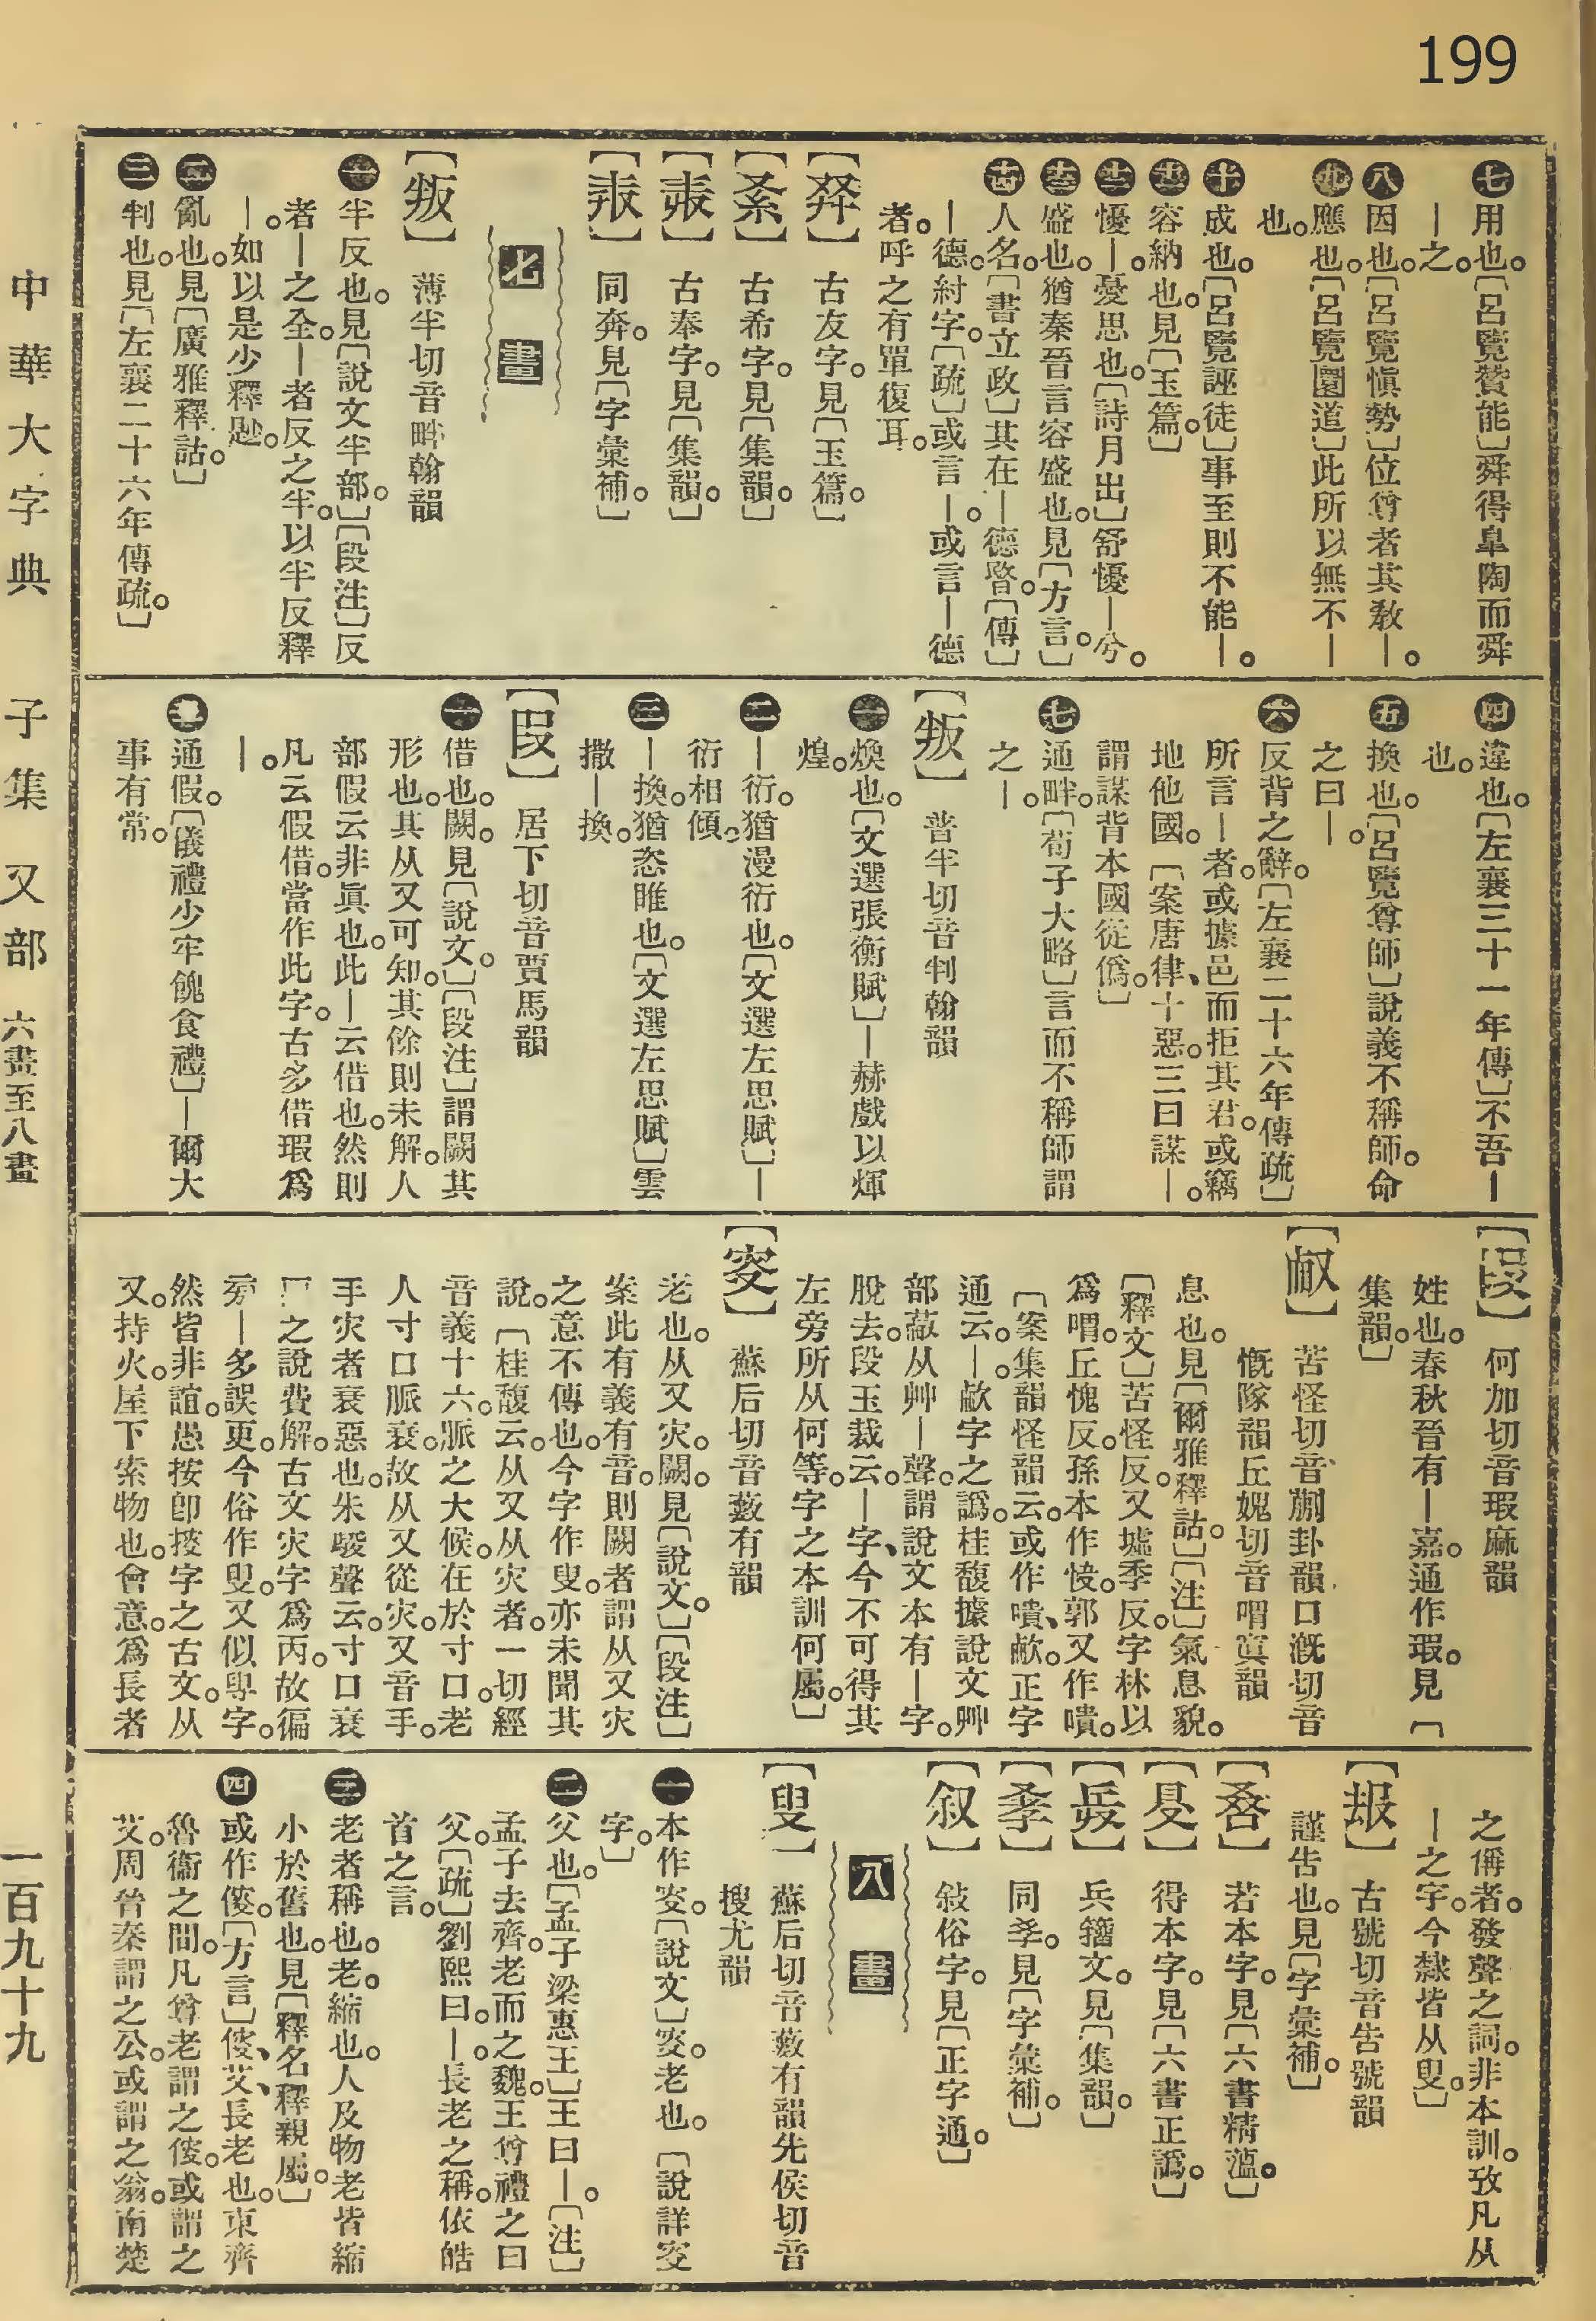 199
㊆用也。〔呂覽贊能〕舜得皐陶而舜
—之。
㊇因也。〔呂覽愼勢〕位尊者其敎—。
㊈應也。〔呂覽圜道〕此所以無不—
也。
㊉成也。〔呂覽誣徒〕事至則不能—。
⑪容納也。見〔玉篇。〕
⑫懮—。憂思也。〔詩月出〕舒懮—兮。
⑬盛也。猶秦晉言容盛也。見〔方言。〕
⑭人名。〔書立政〕其在—德暋。〔傳〕
—德。紂字。〔疏〕或言—。或言—德
者。呼之有單復耳。
古友字。見〔玉篇。〕
古希字。見〔集韻。〕
古奉字。見〔集韻。〕
同奔。見〔字彙補。〕
七畫
【叛】薄半切音畔翰韻
㊀半反也。見〔說文半部。〕〔段注〕反
者—之全。—者反之半。以半反釋
—。如以是少釋尟。
㊁亂也。見〔廣雅釋詁。〕
㊂判也。見〔左襄二十六年傳疏。〕
㊃違也。〔左襄三十一年傳〕不吾—
也。
㊄換也。〔呂覽尊師〕說義不稱師。命
之曰—。
㊅反背之辭。〔左襄二十六年傳疏〕
所言—者。或據邑而拒其君。或竊
地他國。〔案唐律、十惡。三曰謀—。
謂謀背本國從僞。〕
㊆通畔。〔荀子大略〕言而不稱師謂
之—。
【叛】普半切音判翰韻
㊀煥也。〔文選張衡賦〕—赫戲以煇
煌。
㊁—衍。猶漫衍也。〔文選左思賦〕—
衍相傾。
㊂—換。猶恣睢也。〔文選左思賦〕雲
撒—換。
【叚】居下切音賈馬韻
㊀借也。闕。見〔說文。〕〔段注〕謂闕其
形也。其从又可知。其餘則未解。人
部假云非眞也。此—云借也。然則
凡云假借。當作此字。古多借瑕爲
—。
通假。〔儀禮少牢餽食禮〕—爾大
事有常。
【叚】何加切音瑕麻韻
姓也。春秋晉有—嘉。通作瑕。見〔
集韻。〕
【㕟】苦怪切音蒯卦韻口漑切音
慨隊韻丘媿切音喟寘韻
息也。見〔爾雅釋詁。〕〔注〕氣息貌。
〔釋文〕苦怪反。又墟季反。字林以
爲喟。丘愧反。孫本作快。郭又作嘳。
〔案集韻怪韻云。或作嘳、㱁。正字
通云。—。㱁字之譌。桂馥據說文艸
部蔽从艸—聲。謂說文本有—字。
脫去。段玉裁云。—字、今不可得其
左旁所从何等。字之本訓何屬。〕
【㕞】蘇后切音藪有韻
老也。从又灾。闕。見〔說文。〕〔段注〕
案此有義有音。則闕者謂从又灾
之意不傳也。今字作叟。亦未聞其
說。〔桂馥云。从又从灾者。一切經
音義十六。脈之大候。在於寸口。老
人寸口脈衰。故从又從灾。又音手。
手灾者衰惡也。朱駿聲云。寸口衰
之說費解。古文灾字爲丙。故徧
旁—多誤更。今俗作叟。又似甹字。
然皆非誼。愚按卽㨮字之古文。从
又。持火。屋下索物也。會意。爲長者
之偁者。發聲之詞。非本訓。攷凡从
—之字。今隸皆从叟。〕
古號切音告號韻
謹告也。見〔字彙補。〕
若本字。見〔六書精薀。〕
得本字。見〔六書正譌。〕
兵籒文。見〔集韻。〕
同孝。見〔字彙補。〕
【叙】敍俗字。見〔正字通。〕
八畫
【叟】蘇后切音藪有韻先侯切音
搜尤韻
㊀本作㕞。〔說文〕㕞。老也。〔說詳㕞
字。〕
㊁父也。〔孟子梁惠王〕王曰—。〔注〕
孟子去齊。老而之魏。王尊禮之曰
父。〔疏〕劉熙曰。—。長老之稱。依皓
首之言。
㊂老者稱也。老。縮也。人及物老皆縮
小於舊也。見〔釋名釋親屬。〕
㊃或作傁。〔方言〕傁、艾、長老也。東齊
魯衞之間。凡尊老謂之傁。或謂之
艾。周晉秦謂之公。或謂之翁。南楚
中華大字典 子集 又部 六畫至八畫 一百九十九